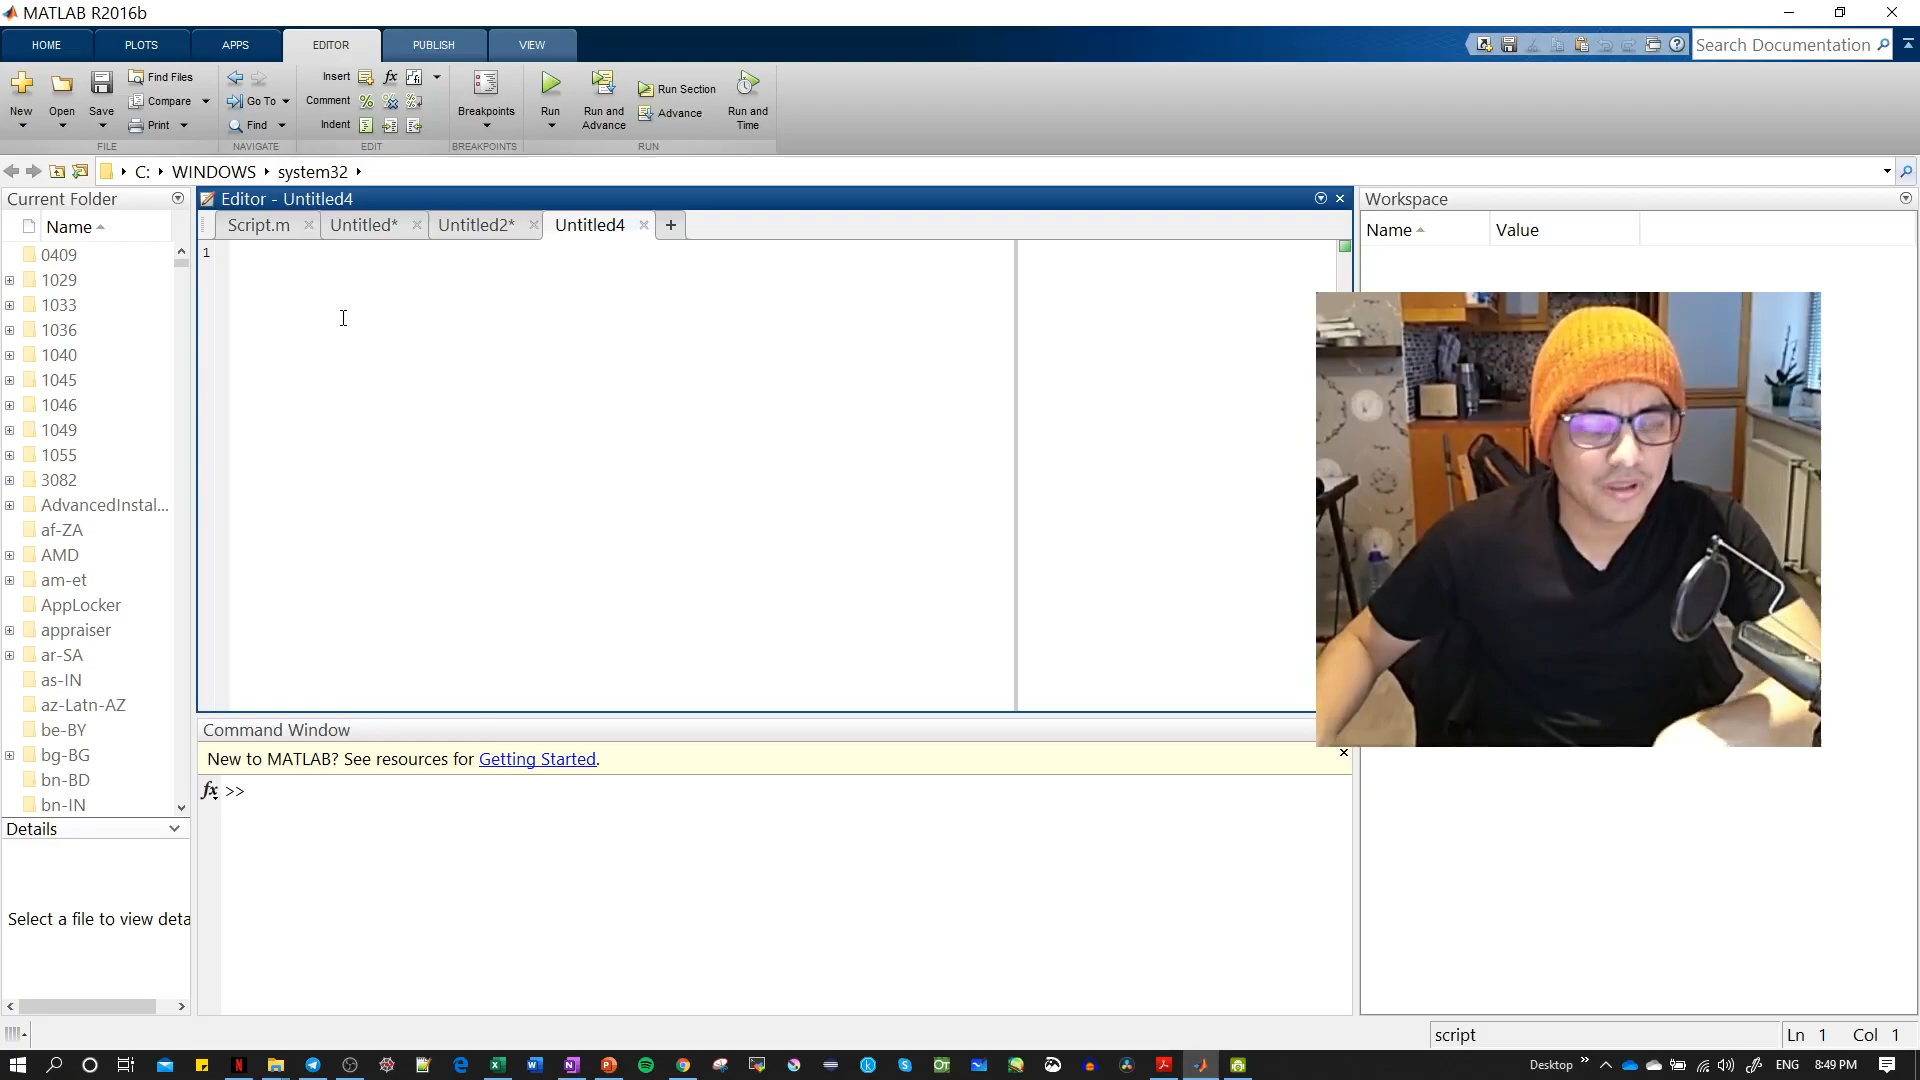 MATLAB R2016b
HOME PLOTS APPS EDITOR PUBLISH VIEW
Search Documentation
New
Open
Save
Find Files
Compare
Print
FILE
Go To
Find
NAVIGATE
Insert
Comment
Indent
EDIT
Breakpoints
BREAKPOINTS
Run
Run and
Advance
Run Section
Advance
Run and
Time
RUN
C: WINDOWS system32
Current Folder
Name
0409
1029
1033
1036
1040
1045
1046
1049
1055
3082
AdvancedInstal...
af-ZA
AMD
am-et
AppLocker
appraiser
ar-SA
as-IN
az-Latn-AZ
be-BY
bg-BG
bn-BD
bn-IN
Details
Select a file to view deta
Editor - Untitled4
Script.m Untitled* Untitled2* Untitled4
1
Command Window
New to MATLAB? See resources for Getting Started.
fx >>
Workspace
Name Value
script
Ln 1 Col 1
Desktop
ENG
8:49 PM